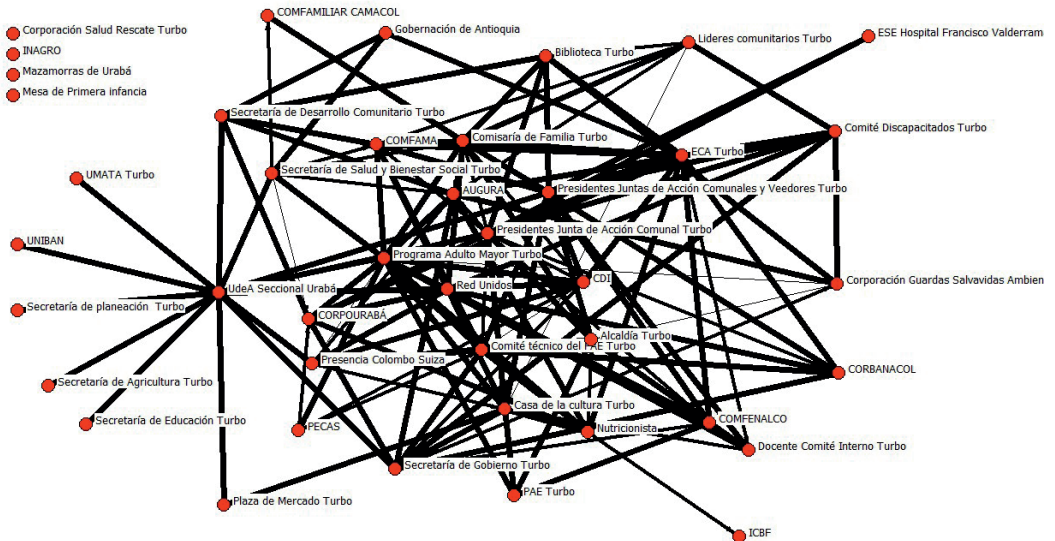 COMFAMILIAR CAMACOL
Corporación Salud Rescate Turbo
Gobernación de Antioquia
ESE Hospital Francisco Valderram
Lideres comunitarios Turbo
INAGRO
Biblioteca Turbo
Mazamorras de Urabá
Mesa de Primera infancia
Secretaría de Desarrollo Comunitario Turbo
Comité Discapacitados Turbo
COMFAMA
Comisaría de Familia Turbo
ECA Turbo
Secretaría de Salud y Bienestar Social Turbo
UMATA Turbo
AUGURA
Presidentes Juntas de Acción Comunales y Veedores Turbo
Presidentes Junta de Acción Comunal Turbo
UNIBAN
Programa Adulto Mayor Turbo
CDI
Corporación Guardas Salvavidas Ambien
UdeA Seccional Urabá
Red Unidos
Secretaría de planeación Turbo
CORPOURABÁ
Alcaldía Turbo
Comité técnico del PAE Turbo
Presencia Colombo Suiza
CORBANACOL
Secretaría de Agricultura Turbo
Casa de la cultura Turbo
Secretaría de Educación Turbo
PECAS
Nutricionista
COMFENALCO
Docente Comité Interno Turbo
Secretaría de Gobierno Turbo
PAE Turbo
Plaza de Mercado Turbo
ICBF